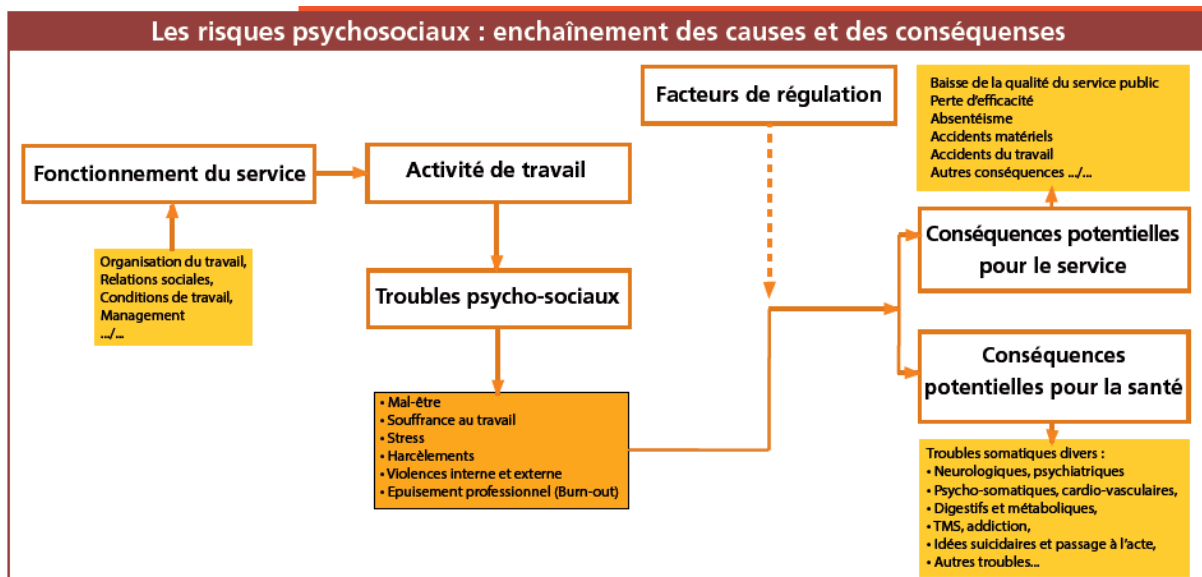 Les risques psychosociaux : enchaînement des causes et des conséquenses
Fonctionnement du service
Organisation du travail,
Relations sociales,
Conditions de travail,
Management
.../...
Activité de travail
Troubles psycho-sociaux
• Mal-être
• Souffrance au travail
• Stress
• Harcèlements
• Violences interne et externe
• Epuisement professionnel (Burn-out)
Facteurs de régulation
Baisse de la qualité du service public
Perte d'efficacité
Absentéisme
Accidents matériels
Accidents du travail
Autres conséquences .../...
Conséquences potentielles
pour le service
Conséquences
potentielles pour la santé
Troubles somatiques divers :
• Neurologiques, psychiatriques
• Psycho-somatiques, cardio-vasculaires,
• Digestifs et métaboliques,
• TMS, addiction,
• Idées suicidaires et passage à l'acte,
• Autres troubles...